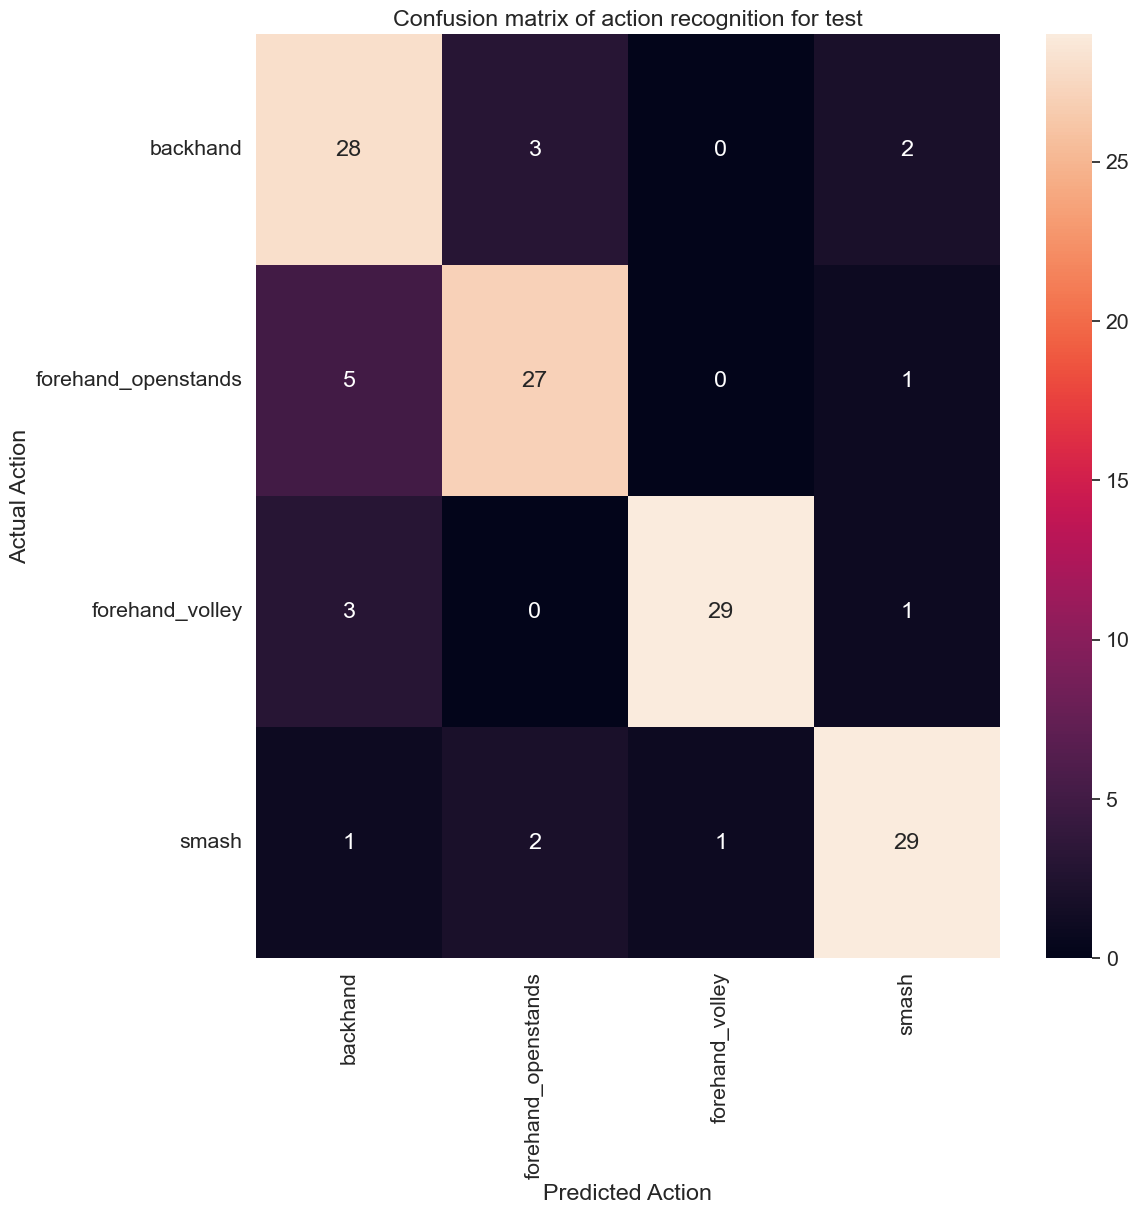 Confusion matrix of action recognition for test
backhand 28 3 0 2
forehand_openstands 5 27 0 1
forehand_volley 3 0 29 1
smash 1 2 1 29
Actual Action
backhand
forehand_openstands
forehand_volley
smash
Predicted Action
25
20
15
10
5
0